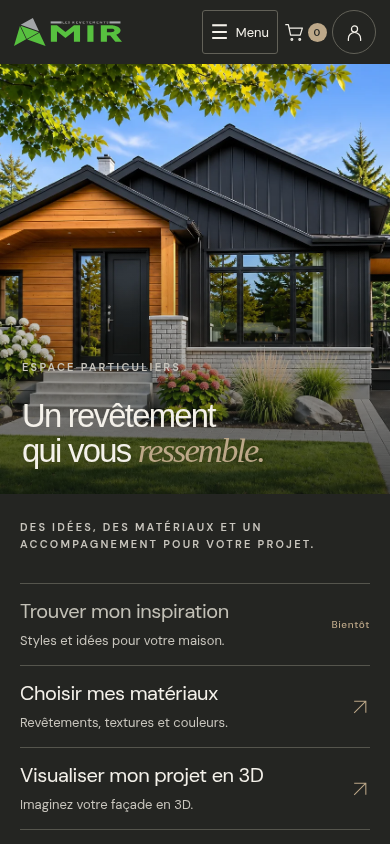 LES REVÊTEMENTS
MIR
Menu
0
ESPACE PARTICULIERS
Un revêtement
qui vous ressemble.
DES IDÉES, DES MATÉRIAUX ET UN
ACCOMPAGNEMENT POUR VOTRE PROJET.
Trouver mon inspiration
Styles et idées pour votre maison.
Bientôt
Choisir mes matériaux
Revêtements, textures et couleurs.
Visualiser mon projet en 3D
Imaginez votre façade en 3D.